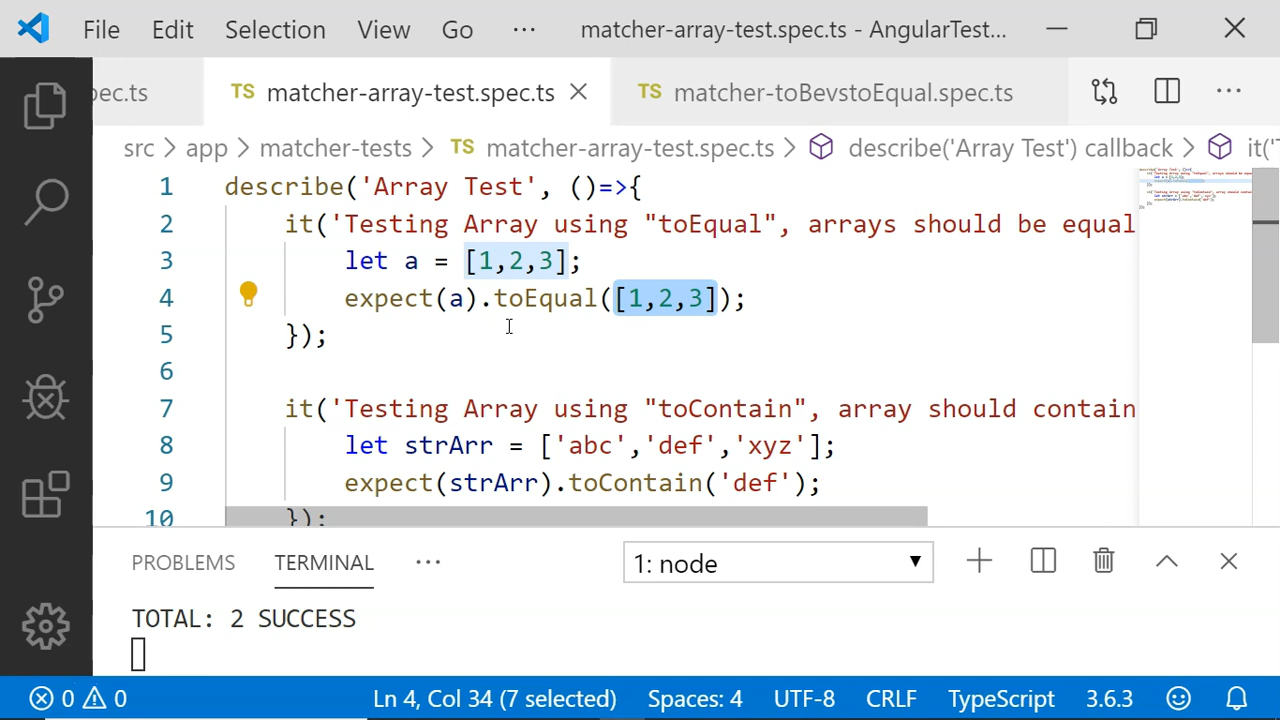 File Edit Selection View Go ··· matcher-array-test.spec.ts - AngularTest...
pec.ts TS matcher-array-test.spec.ts TS matcher-toBevstoEqual.spec.ts ···
src > app > matcher-tests > TS matcher-array-test.spec.ts > describe('Array Test') callback > it('T
1 describe('Array Test', ()=>{
2 it('Testing Array using "toEqual", arrays should be equal
3 let a = [1,2,3];
4 expect(a).toEqual([1,2,3]);
5 });
6
7 it('Testing Array using "toContain", array should contain
8 let strArr = ['abc','def','xyz'];
9 expect(strArr).toContain('def');
10 });
PROBLEMS TERMINAL ··· 1: node
TOTAL: 2 SUCCESS
0 0 Ln 4, Col 34 (7 selected) Spaces: 4 UTF-8 CRLF TypeScript 3.6.3